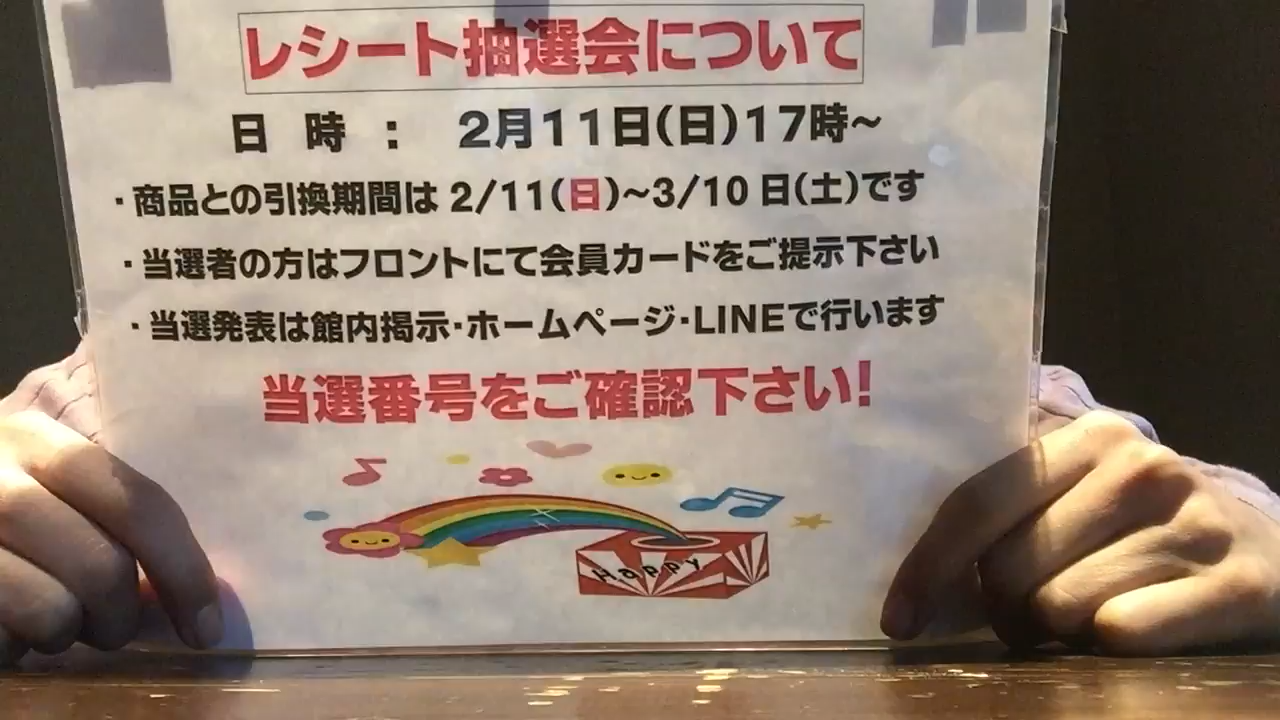 レシート抽選会について
日 時 : 2月11日(日)17時～
・商品との引換期間は 2/11(日)～3/10 日(土)です
・当選者の方はフロントにて会員カードをご提示下さい
・当選発表は館内掲示・ホームページ・LINEで行います
当選番号をご確認下さい!
Happy